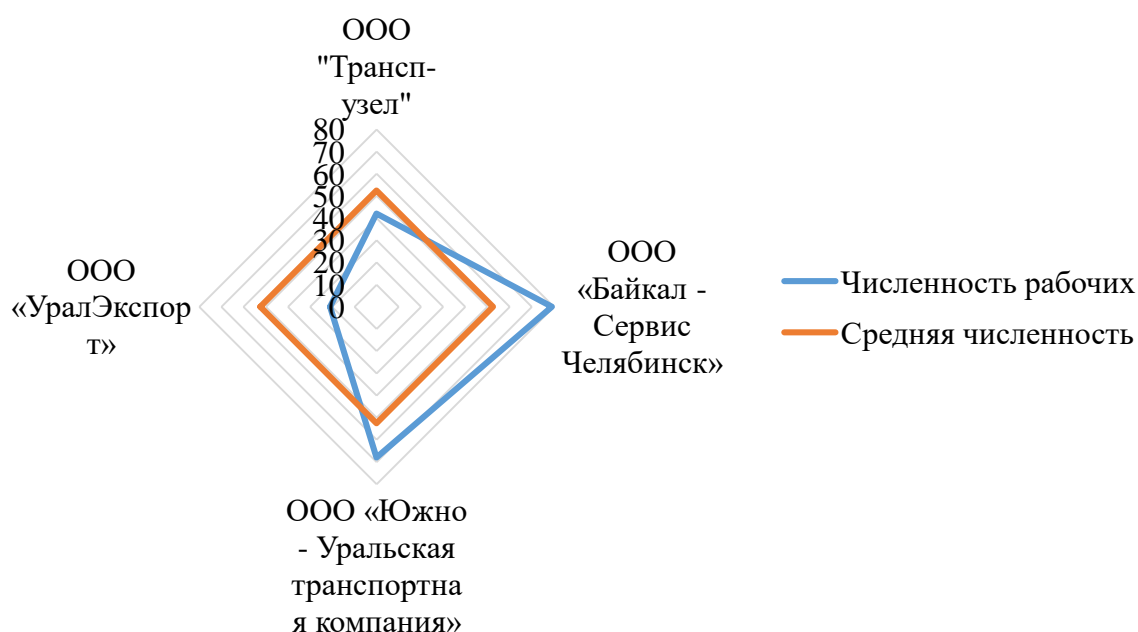 ООО
"Трансп-
узел"
80
70
60
50
40
30
20
10
0
ООО
«УралЭкспор
т»
ООО
«Байкал -
Сервис
Челябинск»
Численность рабочих
Средняя численность
ООО «Южно
- Уральская
транспортна
я компания»